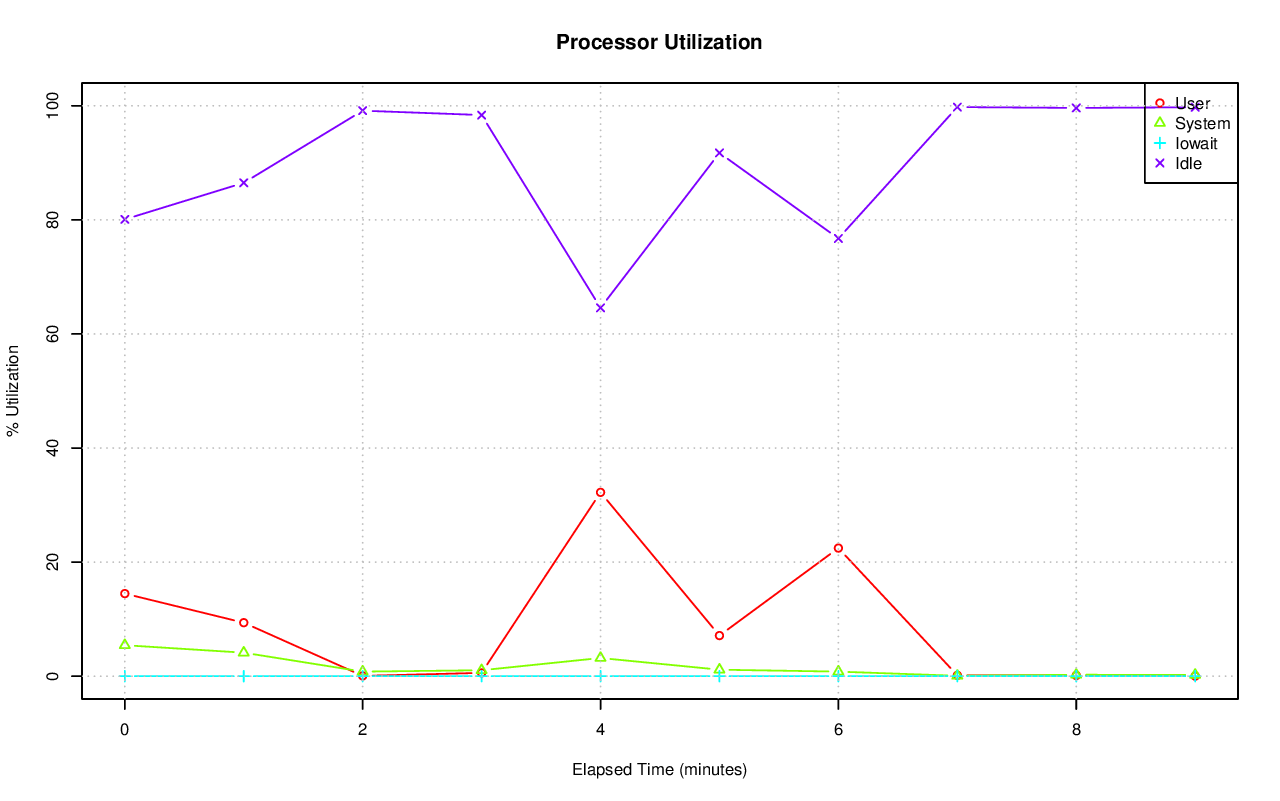 Processor Utilization
User
System
Iowait
Idle
% Utilization
100
80
60
40
20
0
0 2 4 6 8
Elapsed Time (minutes)